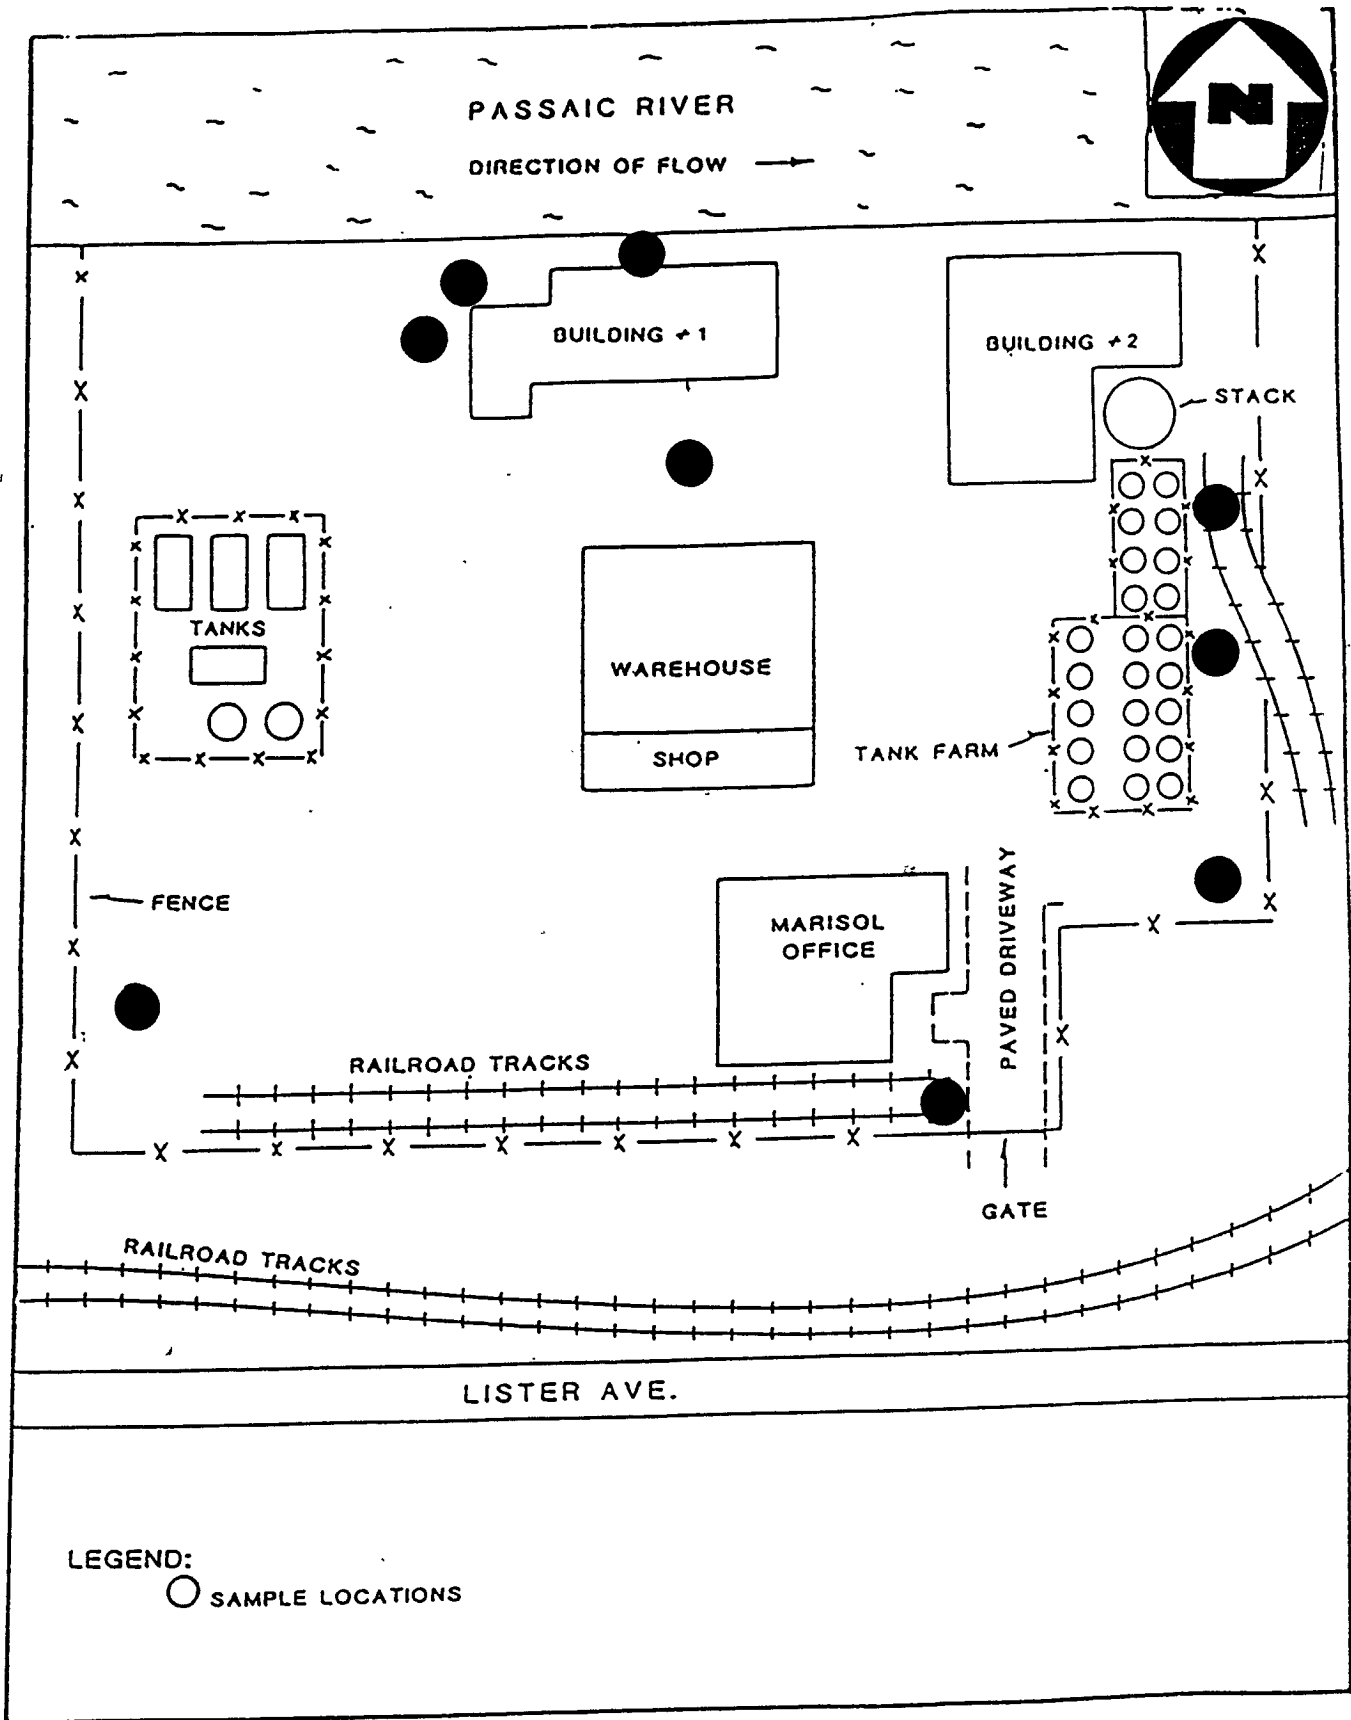 N
PASSAIC RIVER
DIRECTION OF FLOW
BUILDING #1
BUILDING #2
STACK
TANKS
WAREHOUSE
SHOP
TANK FARM
FENCE
MARISOL
OFFICE
PAVED DRIVEWAY
RAILROAD TRACKS
GATE
RAILROAD TRACKS
LISTER AVE.
LEGEND:
SAMPLE LOCATIONS